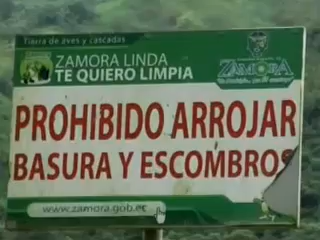 Tierra de aves y cascadas
ZAMORA LINDA
TE QUIERO LIMPIA
ZAMORA
PROHIBIDO ARROJAR
BASURA Y ESCOMBROS
www.zamora.gob.ec